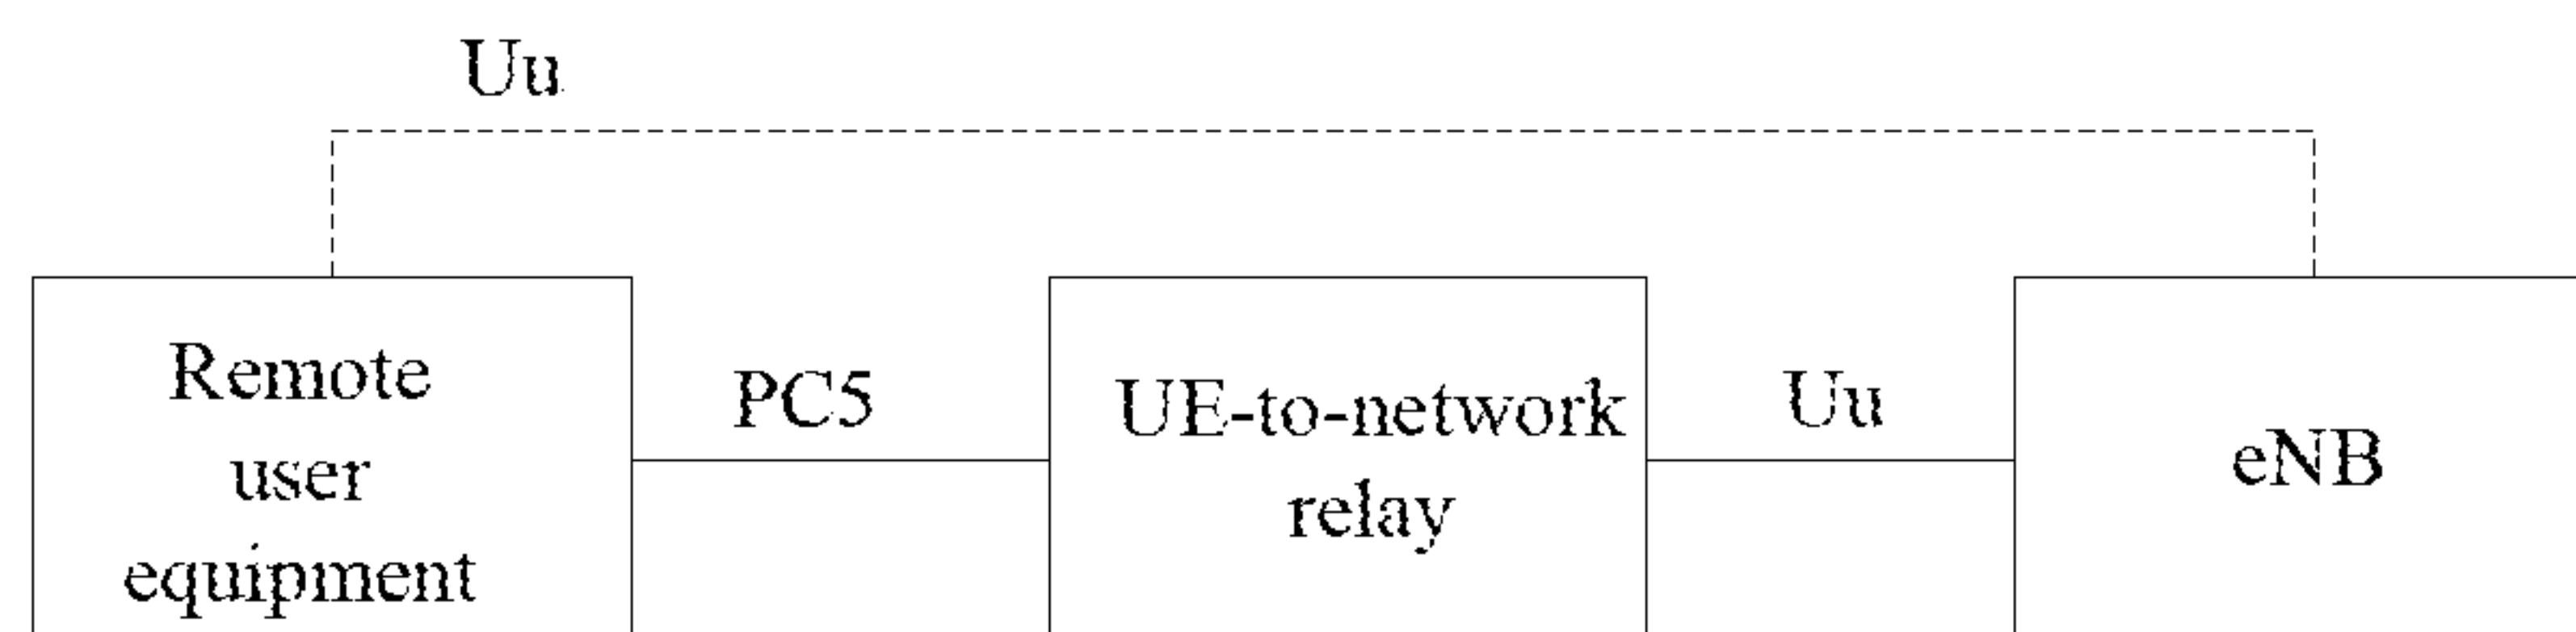 Uu
Remote
user
equipment
PC5
UE-to-network
relay
Uu
eNB